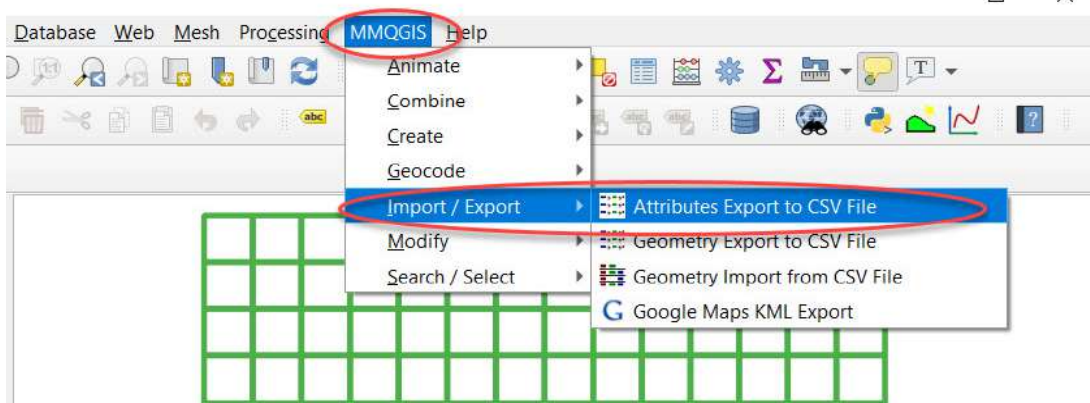 Database Web Mesh Processing MMQGIS Help
Animate
abc
Combine
Create
Geocode
Import / Export
Attributes Export to CSV File
Modify
Geometry Export to CSV File
Search / Select
Geometry Import from CSV File
G Google Maps KML Export